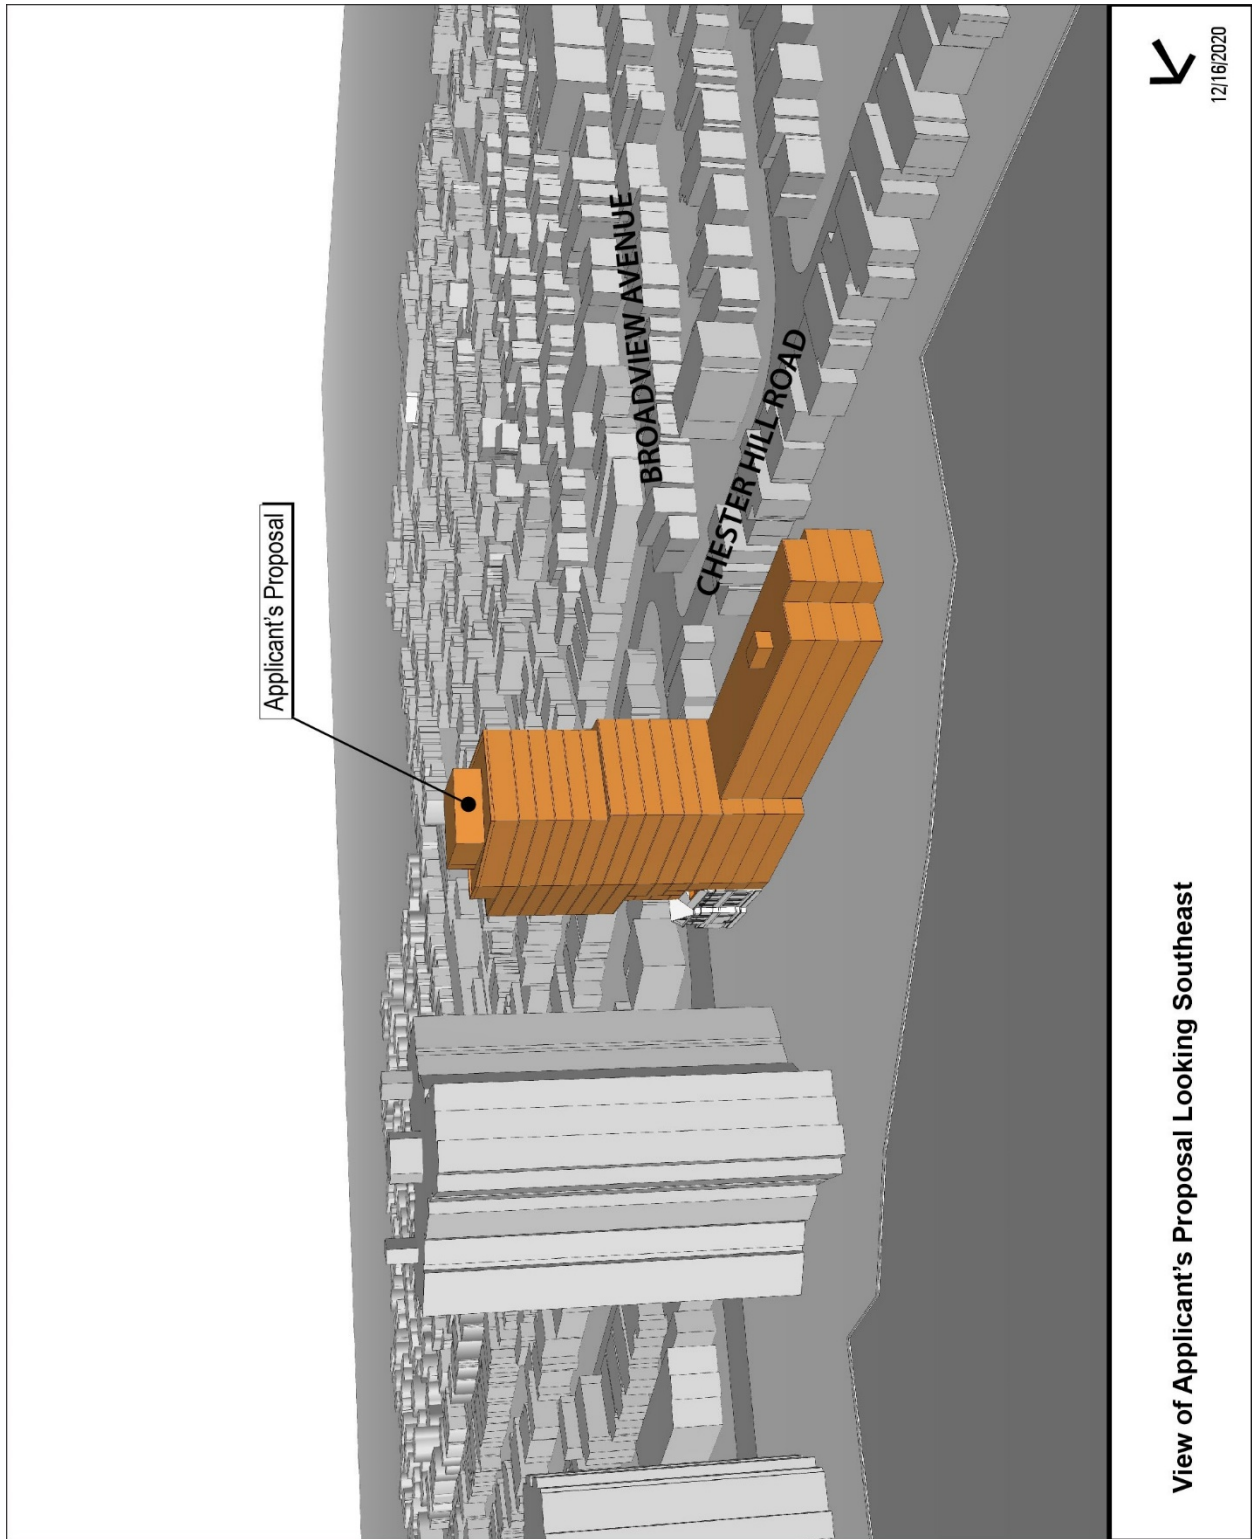 Applicant's Proposal
BROADVIEW AVENUE
CHESTER HILL ROAD
View of Applicant's Proposal Looking Southeast
12/16/2020